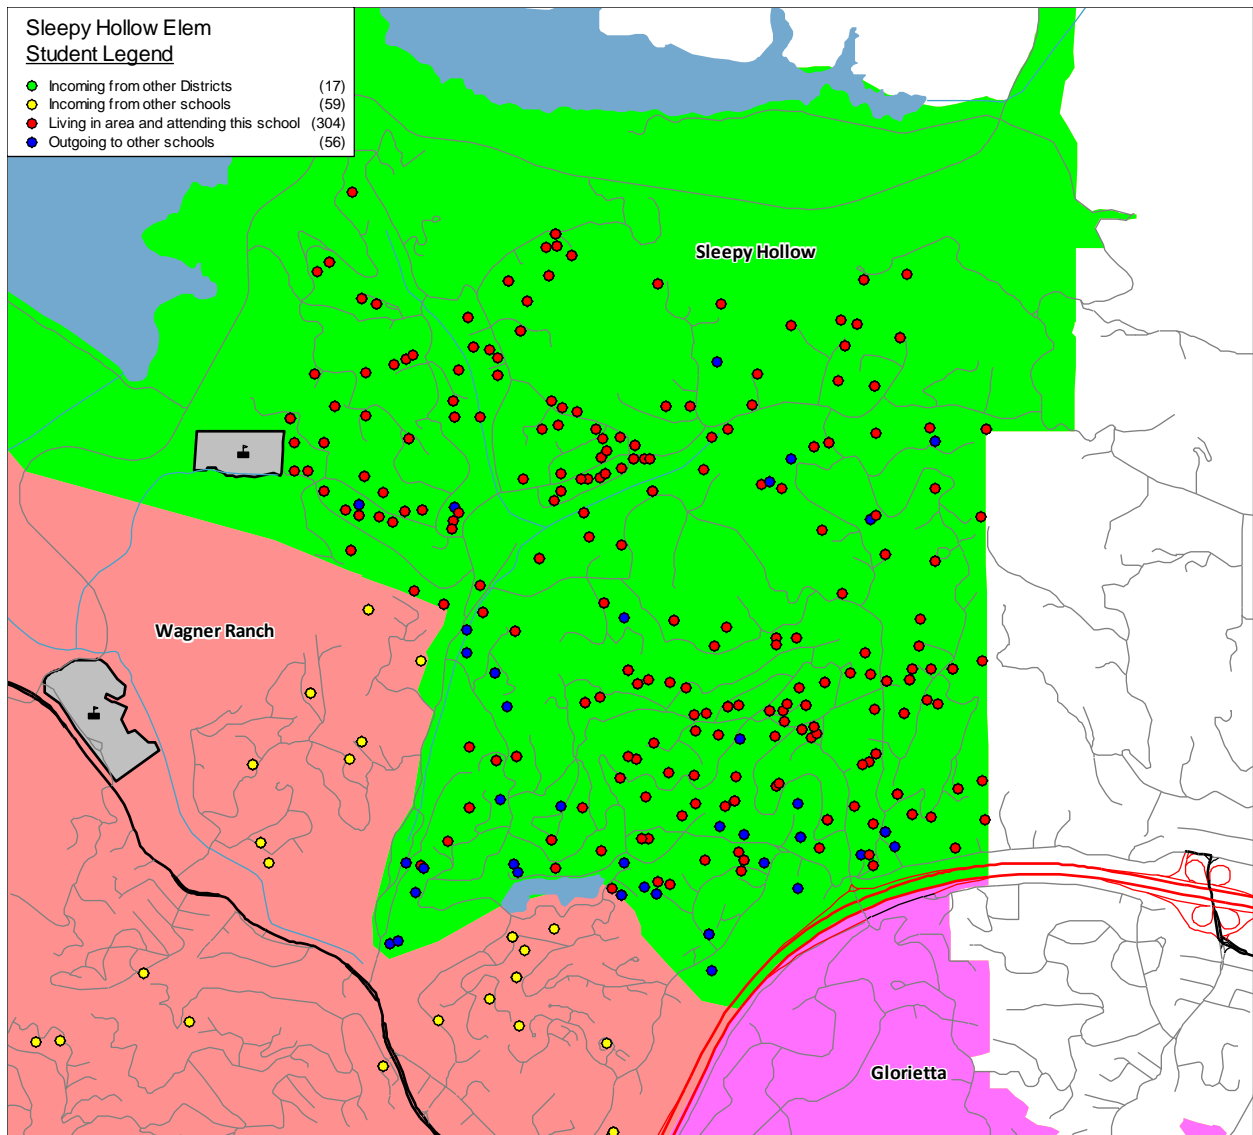 Sleepy Hollow Elem
Student Legend
Incoming from other Districts (17)
Incoming from other schools (59)
Living in area and attending this school (304)
Outgoing to other schools (56)
Sleepy Hollow
Wagner Ranch
Glorietta